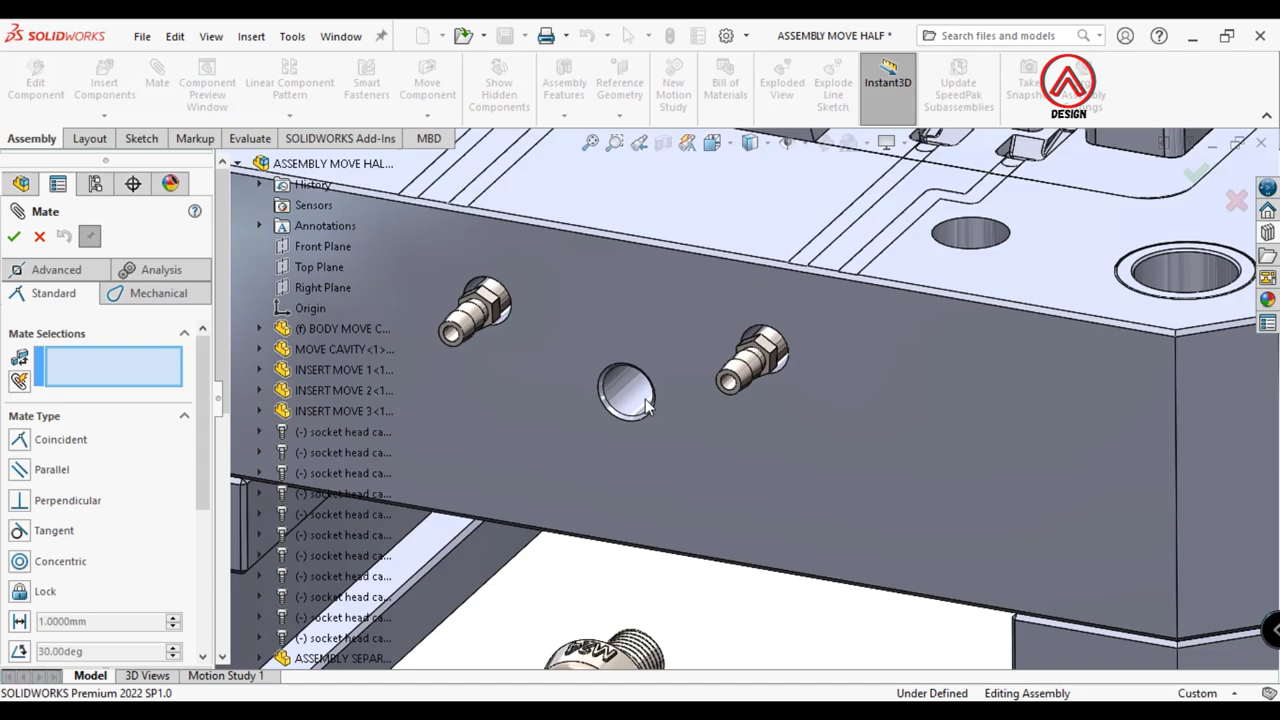 SOLIDWORKS File Edit View Insert Tools Window ASSEMBLY MOVE HALF * Search files and models
Edit Component
Insert Components
Mate
Component Preview Window
Linear Component Pattern
Smart Fasteners
Move Component
Show Hidden Components
Assembly Features
Reference Geometry
New Motion Study
Bill of Materials
Exploded View
Explode Line Sketch
Instant3D
Update SpeedPak Subassemblies
DESIGN
Assembly Layout Sketch Markup Evaluate SOLIDWORKS Add-Ins MBD
Mate
Advanced Analysis
Standard Mechanical
Mate Selections
Mate Type
Coincident
Parallel
Perpendicular
Tangent
Concentric
Lock
1.0000mm
30.00deg
ASSEMBLY MOVE HAL...
History
Sensors
Annotations
Front Plane
Top Plane
Right Plane
Origin
(f) BODY MOVE C...
MOVE CAVITY<1>...
INSERT MOVE 1<1...
INSERT MOVE 2<1...
INSERT MOVE 3<1...
(-) socket head ca...
(-) socket head ca...
(-) socket head ca...
(-) socket head ca...
(-) socket head ca...
(-) socket head ca...
(-) socket head ca...
(-) socket head ca...
(-) socket head ca...
(-) socket head ca...
(-) socket head ca...
ASSEMBLY SEPAR...
Model 3D Views Motion Study 1
SOLIDWORKS Premium 2022 SP1.0 Under Defined Editing Assembly Custom